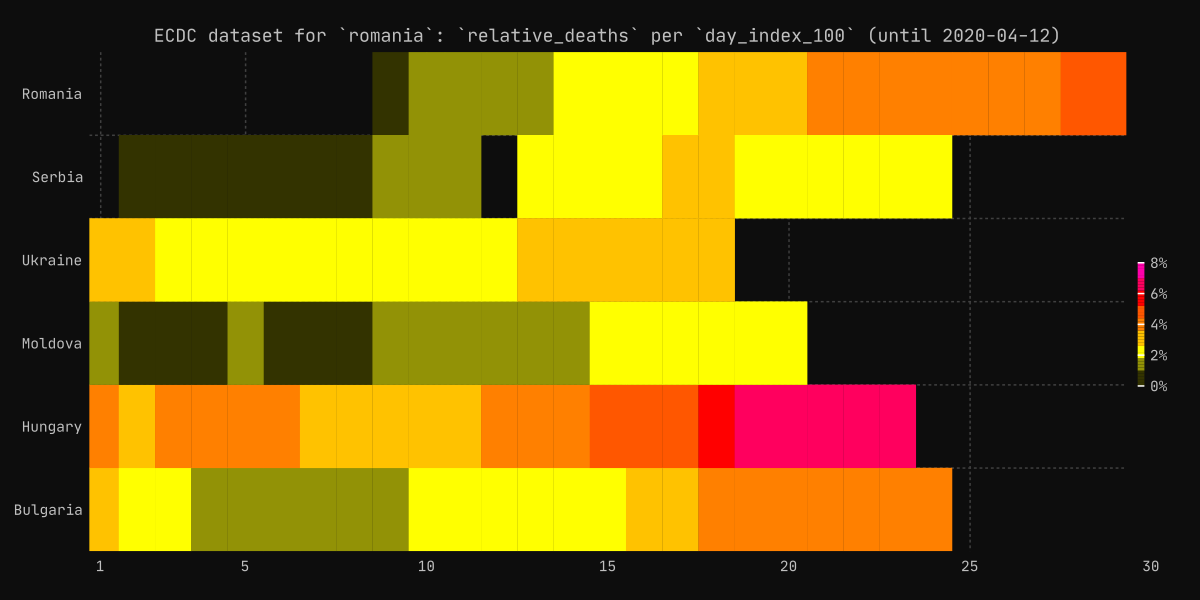 ECDC dataset for `romania`: `relative_deaths` per `day_index_100` (until 2020-04-12)
Romania
Serbia
Ukraine
Moldova
Hungary
Bulgaria
8%
6%
4%
2%
0%
1 5 10 15 20 25 30